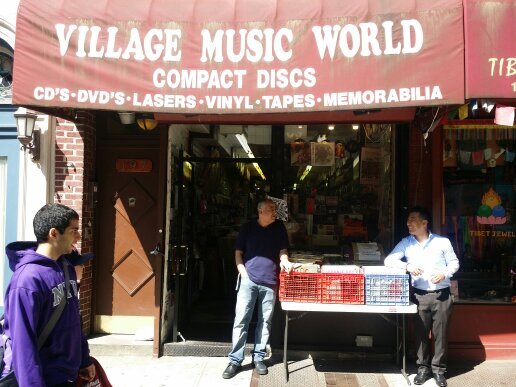 VILLAGE MUSIC WORLD
COMPACT DISCS
CD'S · DVD'S · LASERS · VINYL · TAPES · MEMORABILIA
TIB
TIBET JEWEL
NY